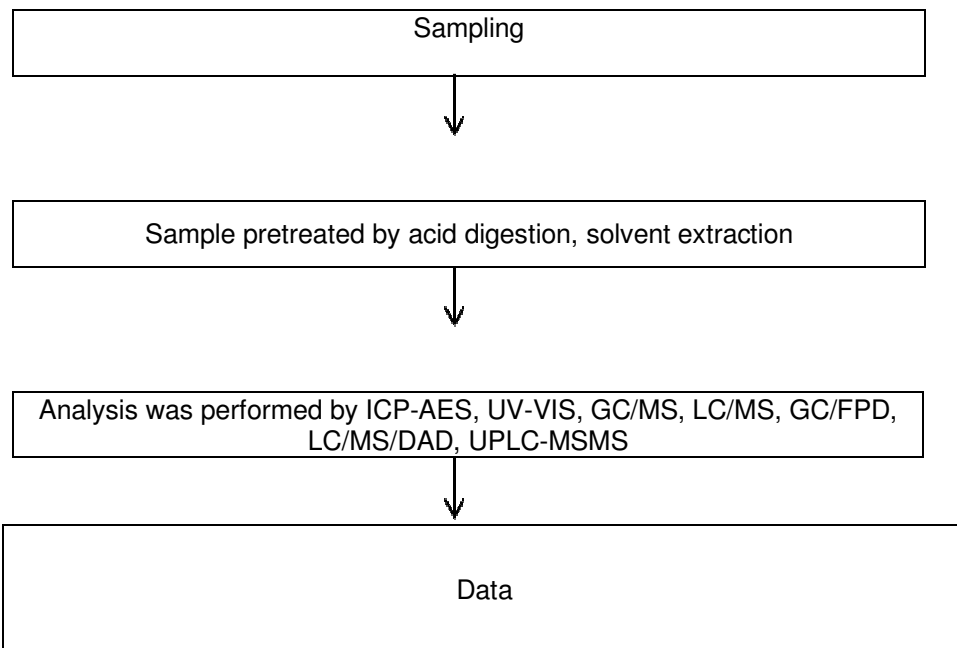 Sampling
Sample pretreated by acid digestion, solvent extraction
Analysis was performed by ICP-AES, UV-VIS, GC/MS, LC/MS, GC/FPD,
LC/MS/DAD, UPLC-MSMS
Data